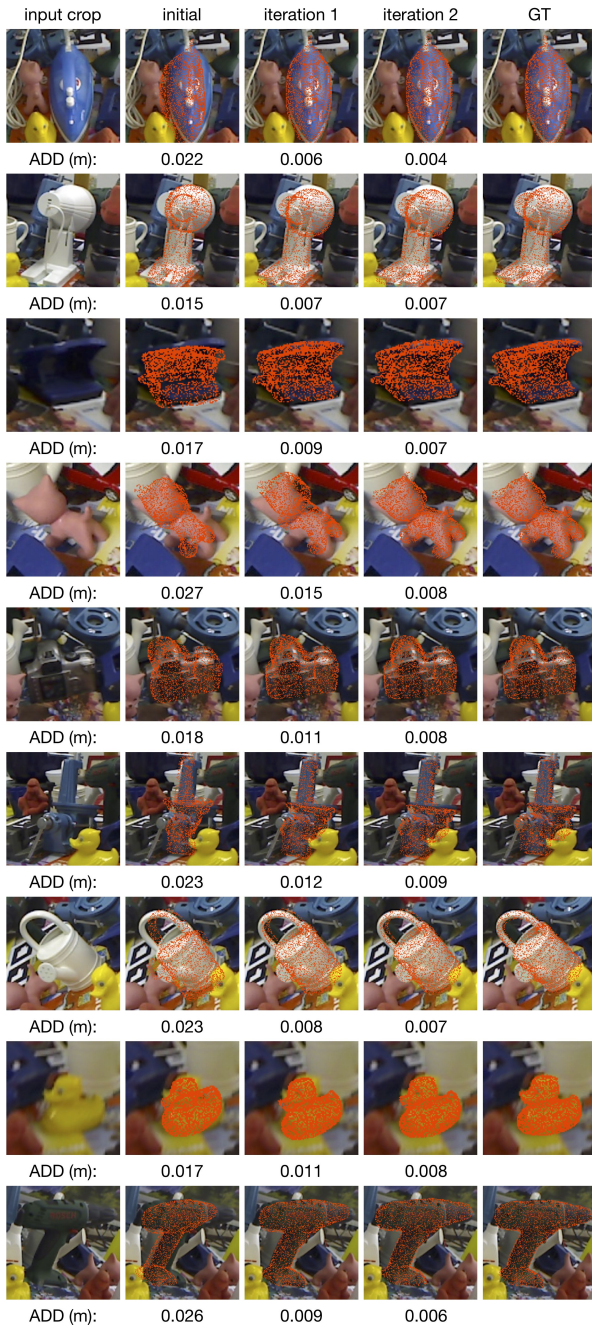 input crop initial iteration 1 iteration 2 GT
ADD (m): 0.022 0.006 0.004
ADD (m): 0.015 0.007 0.007
ADD (m): 0.017 0.009 0.007
ADD (m): 0.027 0.015 0.008
ADD (m): 0.018 0.011 0.008
ADD (m): 0.023 0.012 0.009
ADD (m): 0.023 0.008 0.007
ADD (m): 0.017 0.011 0.008
ADD (m): 0.026 0.009 0.006